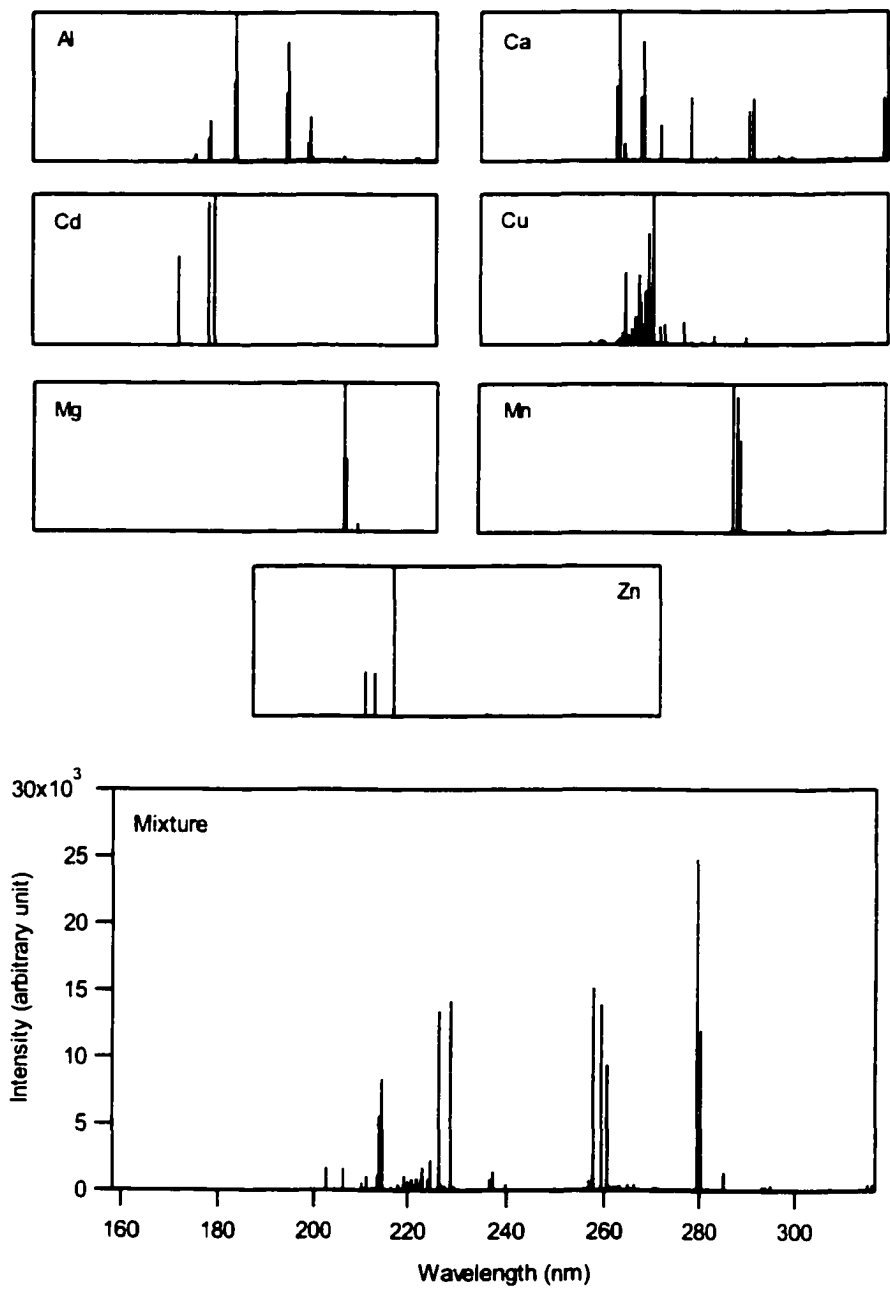 Al
Ca
Cd
Cu
Mg
Mn
Zn
30x10³
Mixture
25
20
15
10
5
0
Intensity (arbitrary unit)
160 180 200 220 240 260 280 300
Wavelength (nm)